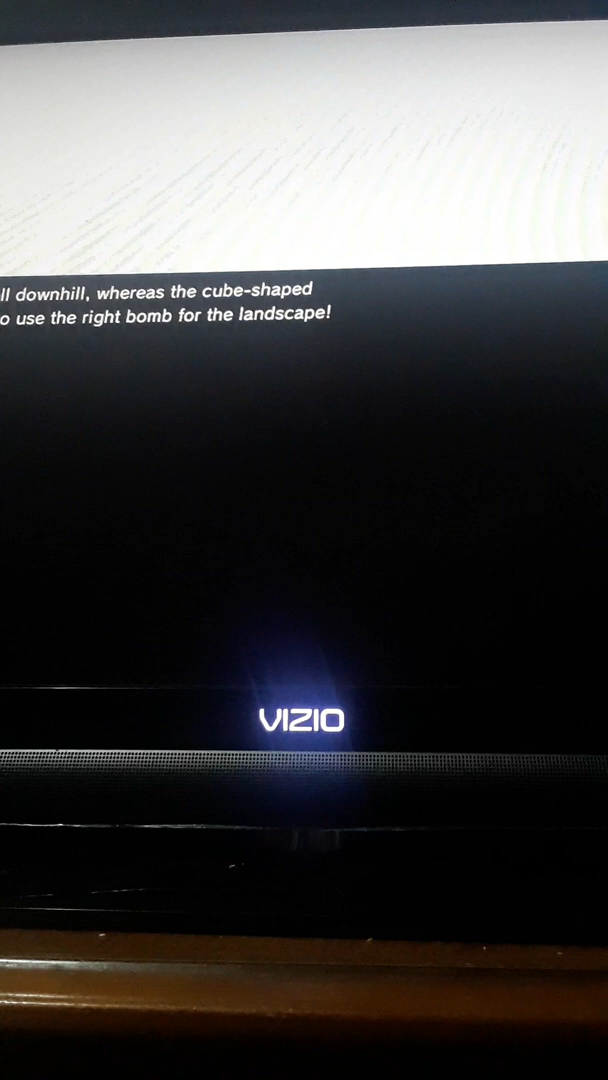 ll downhill, whereas the cube-shaped
o use the right bomb for the landscape!
VIZIO